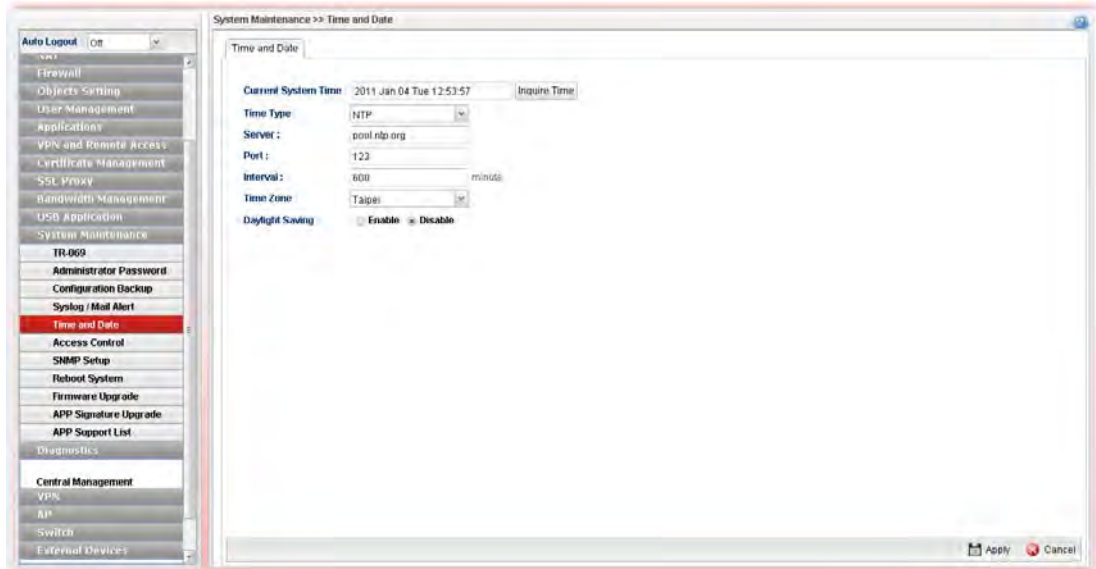 System Maintenance >> Time and Date
Auto Logout Off
NAT
Firewall
Objects Setting
User Management
Applications
VPN and Remote Access
Certificate Management
SSL Proxy
Bandwidth Management
USB Application
System Maintenance
TR-069
Administrator Password
Configuration Backup
Syslog / Mail Alert
Time and Date
Access Control
SNMP Setup
Reboot System
Firmware Upgrade
APP Signature Upgrade
APP Support List
Diagnostics
Central Management
VPN
AP
Switch
External Devices
Time and Date
Current System Time 2011 Jan 04 Tue 12:53:57 Inquire Time
Time Type NTP
Server : pool.ntp.org
Port : 123
Interval : 600 minute
Time Zone Taipei
Daylight Saving Enable Disable
Apply Cancel